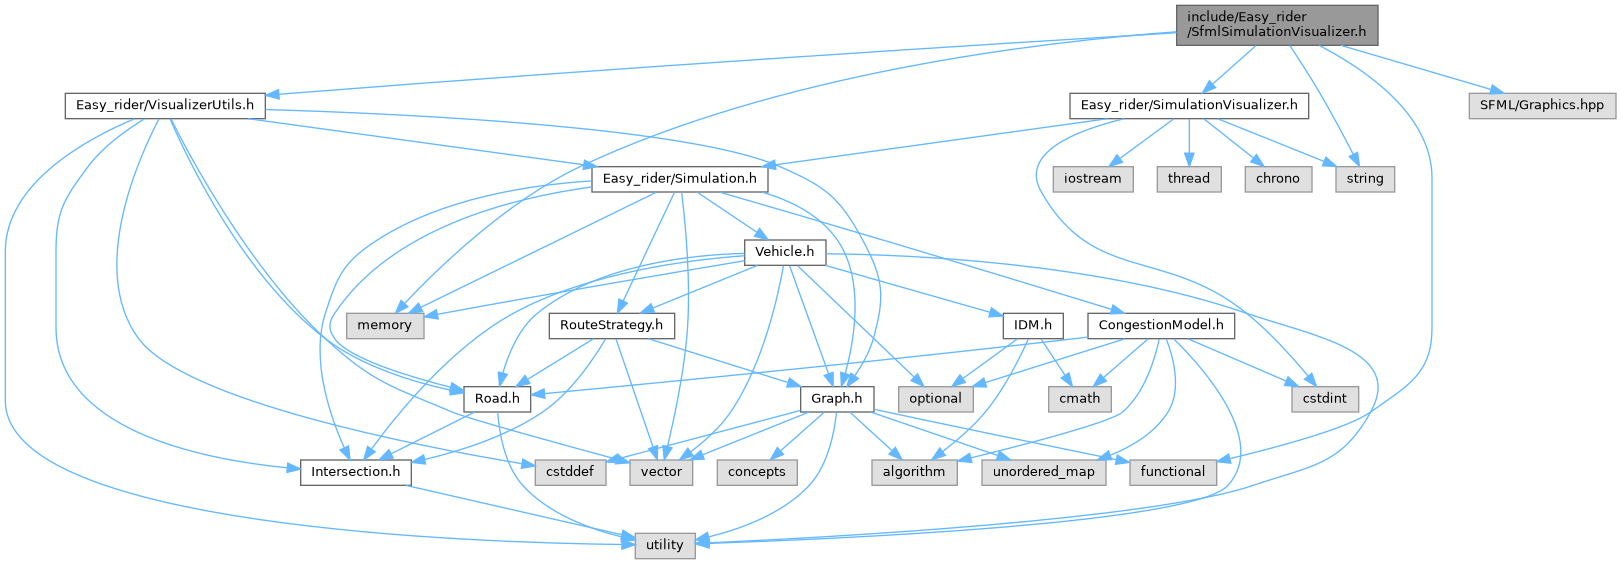 include/Easy_rider
/SfmlSimulationVisualizer.h
Easy_rider/VisualizerUtils.h
Easy_rider/SimulationVisualizer.h
SFML/Graphics.hpp
Easy_rider/Simulation.h
iostream
thread
chrono
string
Vehicle.h
memory
RouteStrategy.h
IDM.h
CongestionModel.h
Road.h
Graph.h
optional
cmath
cstdint
Intersection.h
cstddef
vector
concepts
algorithm
unordered_map
functional
utility